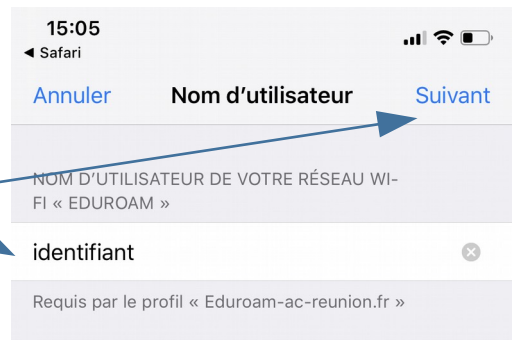 15:05
◀ Safari
Annuler Nom d’utilisateur Suivant
NOM D’UTILISATEUR DE VOTRE RÉSEAU WI-
FI « EDUROAM »
identifiant
Requis par le profil « Eduroam-ac-reunion.fr »